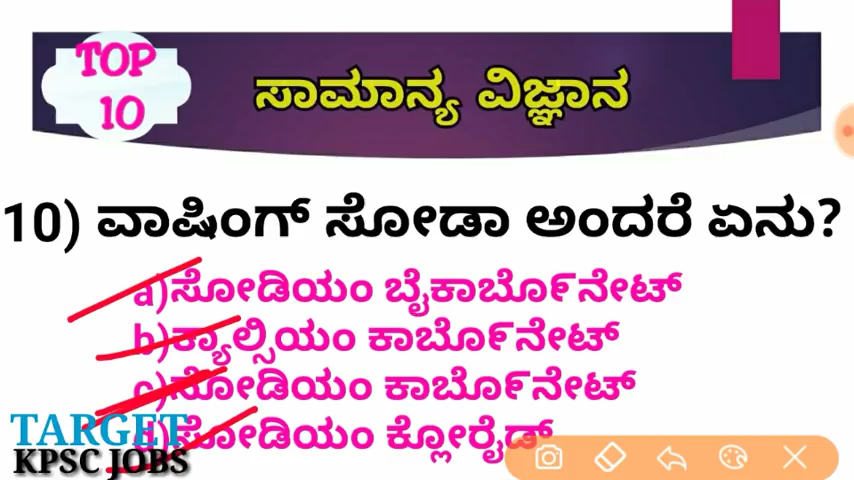 TOP
10
ಸಾಮಾನ್ಯ ವಿಜ್ಞಾನ
10) ವಾಷಿಂಗ್ ಸೋಡಾ ಅಂದರೆ ಏನು?
a)ಸೋಡಿಯಂ ಬೈಕಾರ್ಬೊನೇಟ್
b)ಕ್ಯಾಲ್ಸಿಯಂ ಕಾರ್ಬೊನೇಟ್
c)ಸೋಡಿಯಂ ಕಾರ್ಬೊನೇಟ್
d)ಸೋಡಿಯಂ ಕ್ಲೋರೈಡ್
TARGET
KPSC JOBS